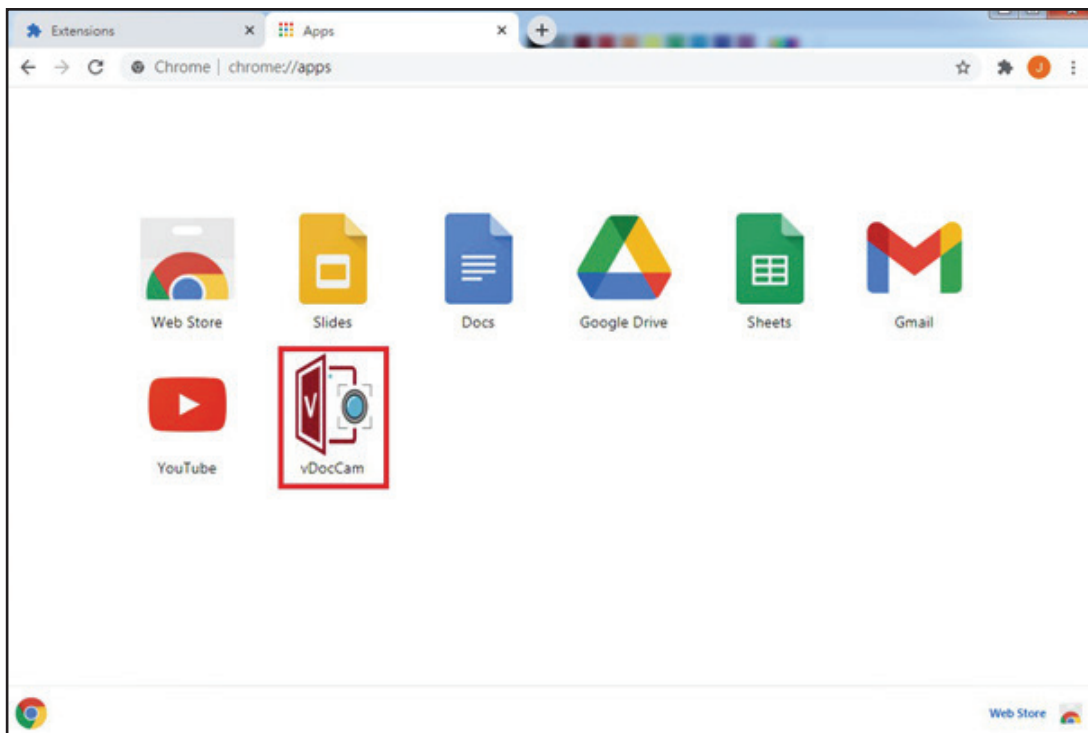 Extensions
Apps
Chrome | chrome://apps
J
Web Store
Slides
Docs
Google Drive
Sheets
Gmail
V
YouTube
vDocCam
Web Store